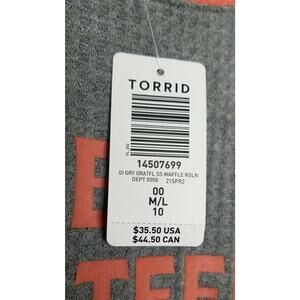 TORRID
14507699
GI GRY GRATFL SS WAFFLE RGLN
DEPT 0050 21SPR2
00
M/L
10
$35.50 USA
$44.50 CAN